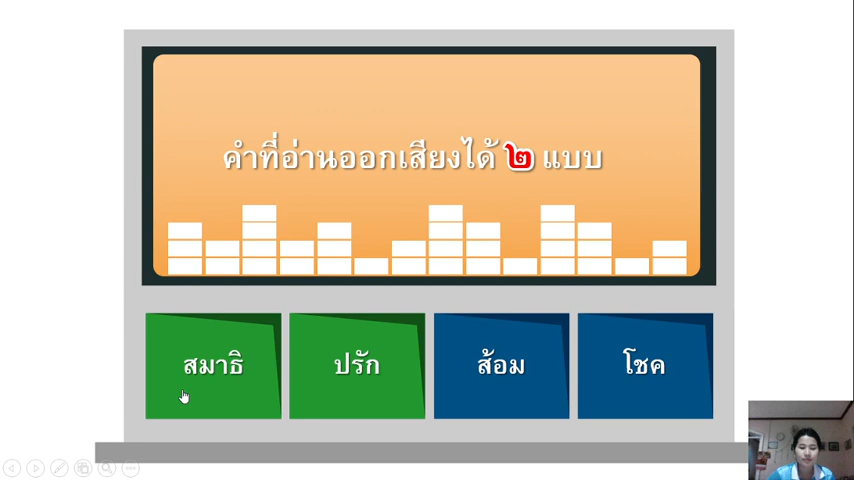 คำที่อ่านออกเสียงได้ ๒ แบบ
สมาธิ ปรัก ส้อม โชค